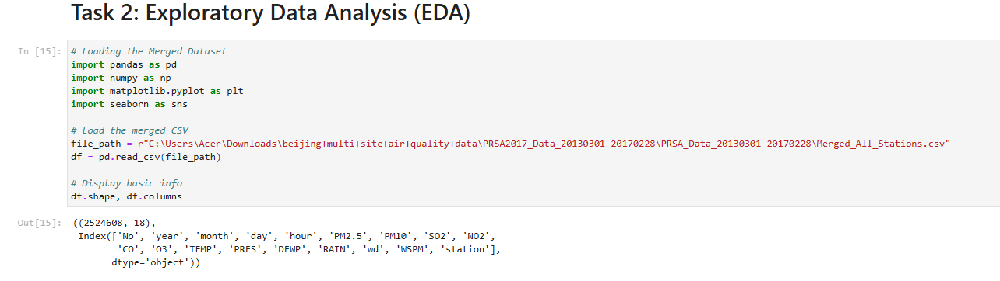 Task 2: Exploratory Data Analysis (EDA)
In [15]:
# Loading the Merged Dataset
import pandas as pd
import numpy as np
import matplotlib.pyplot as plt
import seaborn as sns
# Load the merged CSV
file_path = r"C:\Users\Acer\Downloads\beijing+multi+site+air+quality+data\PRSA2017_Data_20130301-20170228\PRSA_Data_20130301-20170228\Merged_All_Stations.csv"
df = pd.read_csv(file_path)
# Display basic info
df.shape, df.columns
Out[15]:
((2524608, 18),
Index(['No', 'year', 'month', 'day', 'hour', 'PM2.5', 'PM10', 'SO2', 'NO2',
'CO', 'O3', 'TEMP', 'PRES', 'DEWP', 'RAIN', 'wd', 'WSPM', 'station'],
dtype='object'))